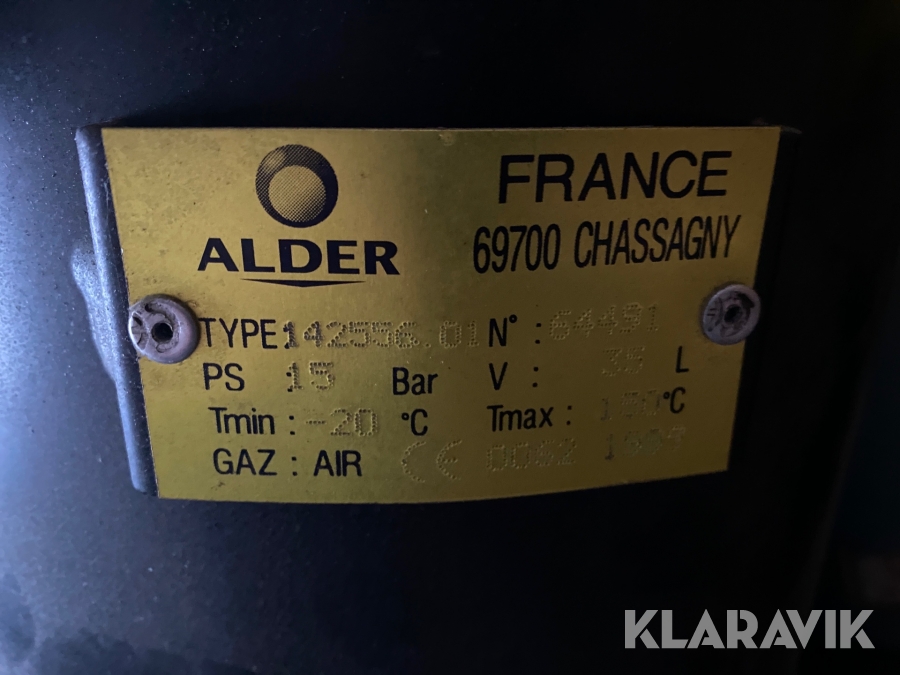 ALDER
FRANCE
69700 CHASSAGNY
TYPE: 142556.01 N° : 64491
PS : 15 Bar V : 35 L
Tmin : -20 °C Tmax : °C
GAZ : AIR CE 0062
KLARAVIK